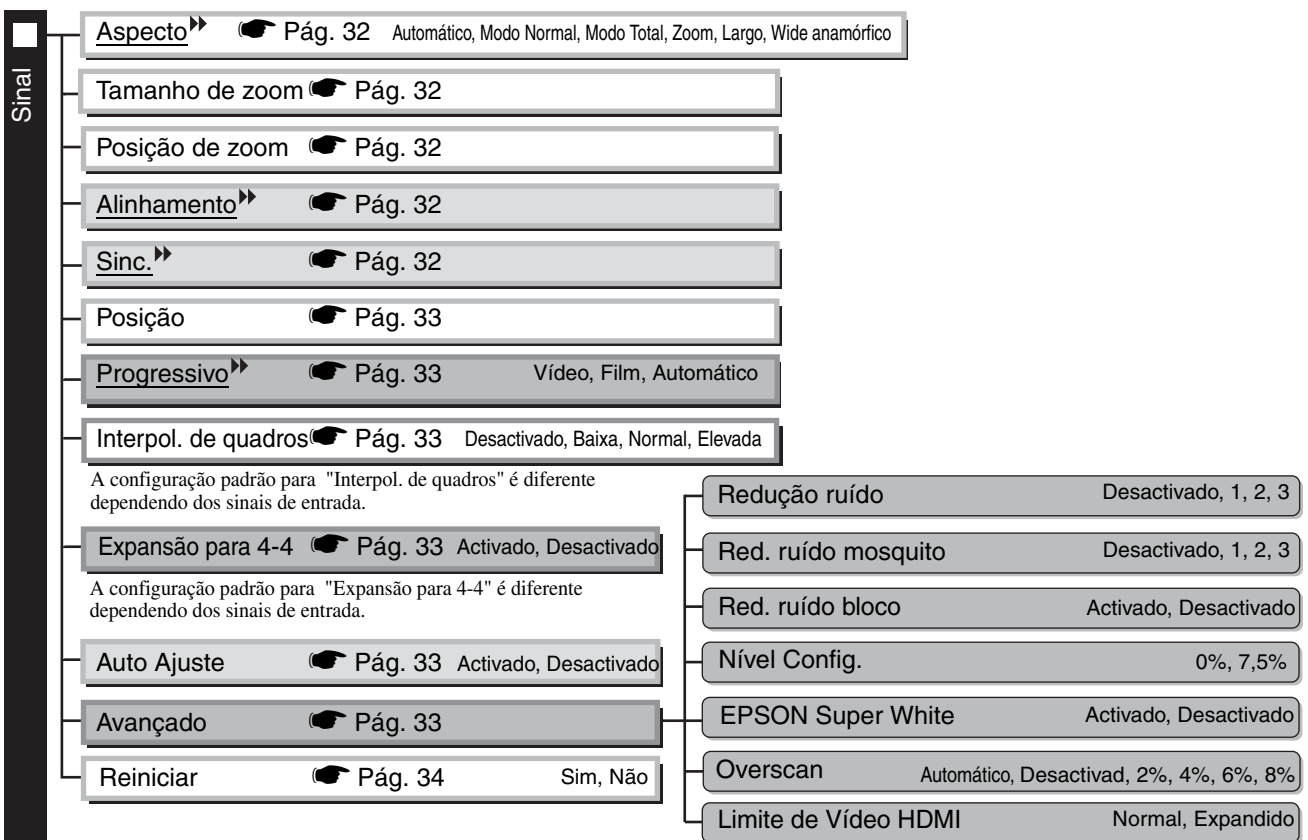 Sinal
Aspecto Pág. 32 Automático, Modo Normal, Modo Total, Zoom, Largo, Wide anamórfico
Tamanho de zoom Pág. 32
Posição de zoom Pág. 32
Alinhamento Pág. 32
Sinc. Pág. 32
Posição Pág. 33
Progressivo Pág. 33 Vídeo, Film, Automático
Interpol. de quadros Pág. 33 Desactivado, Baixa, Normal, Elevada
A configuração padrão para "Interpol. de quadros" é diferente
dependendo dos sinais de entrada.
Expansão para 4-4 Pág. 33 Activado, Desactivado
A configuração padrão para "Expansão para 4-4" é diferente
dependendo dos sinais de entrada.
Auto Ajuste Pág. 33 Activado, Desactivado
Avançado Pág. 33
Reiniciar Pág. 34 Sim, Não
Redução ruído Desactivado, 1, 2, 3
Red. ruído mosquito Desactivado, 1, 2, 3
Red. ruído bloco Activado, Desactivado
Nível Config. 0%, 7,5%
EPSON Super White Activado, Desactivado
Overscan Automático, Desactivad, 2%, 4%, 6%, 8%
Limite de Vídeo HDMI Normal, Expandido